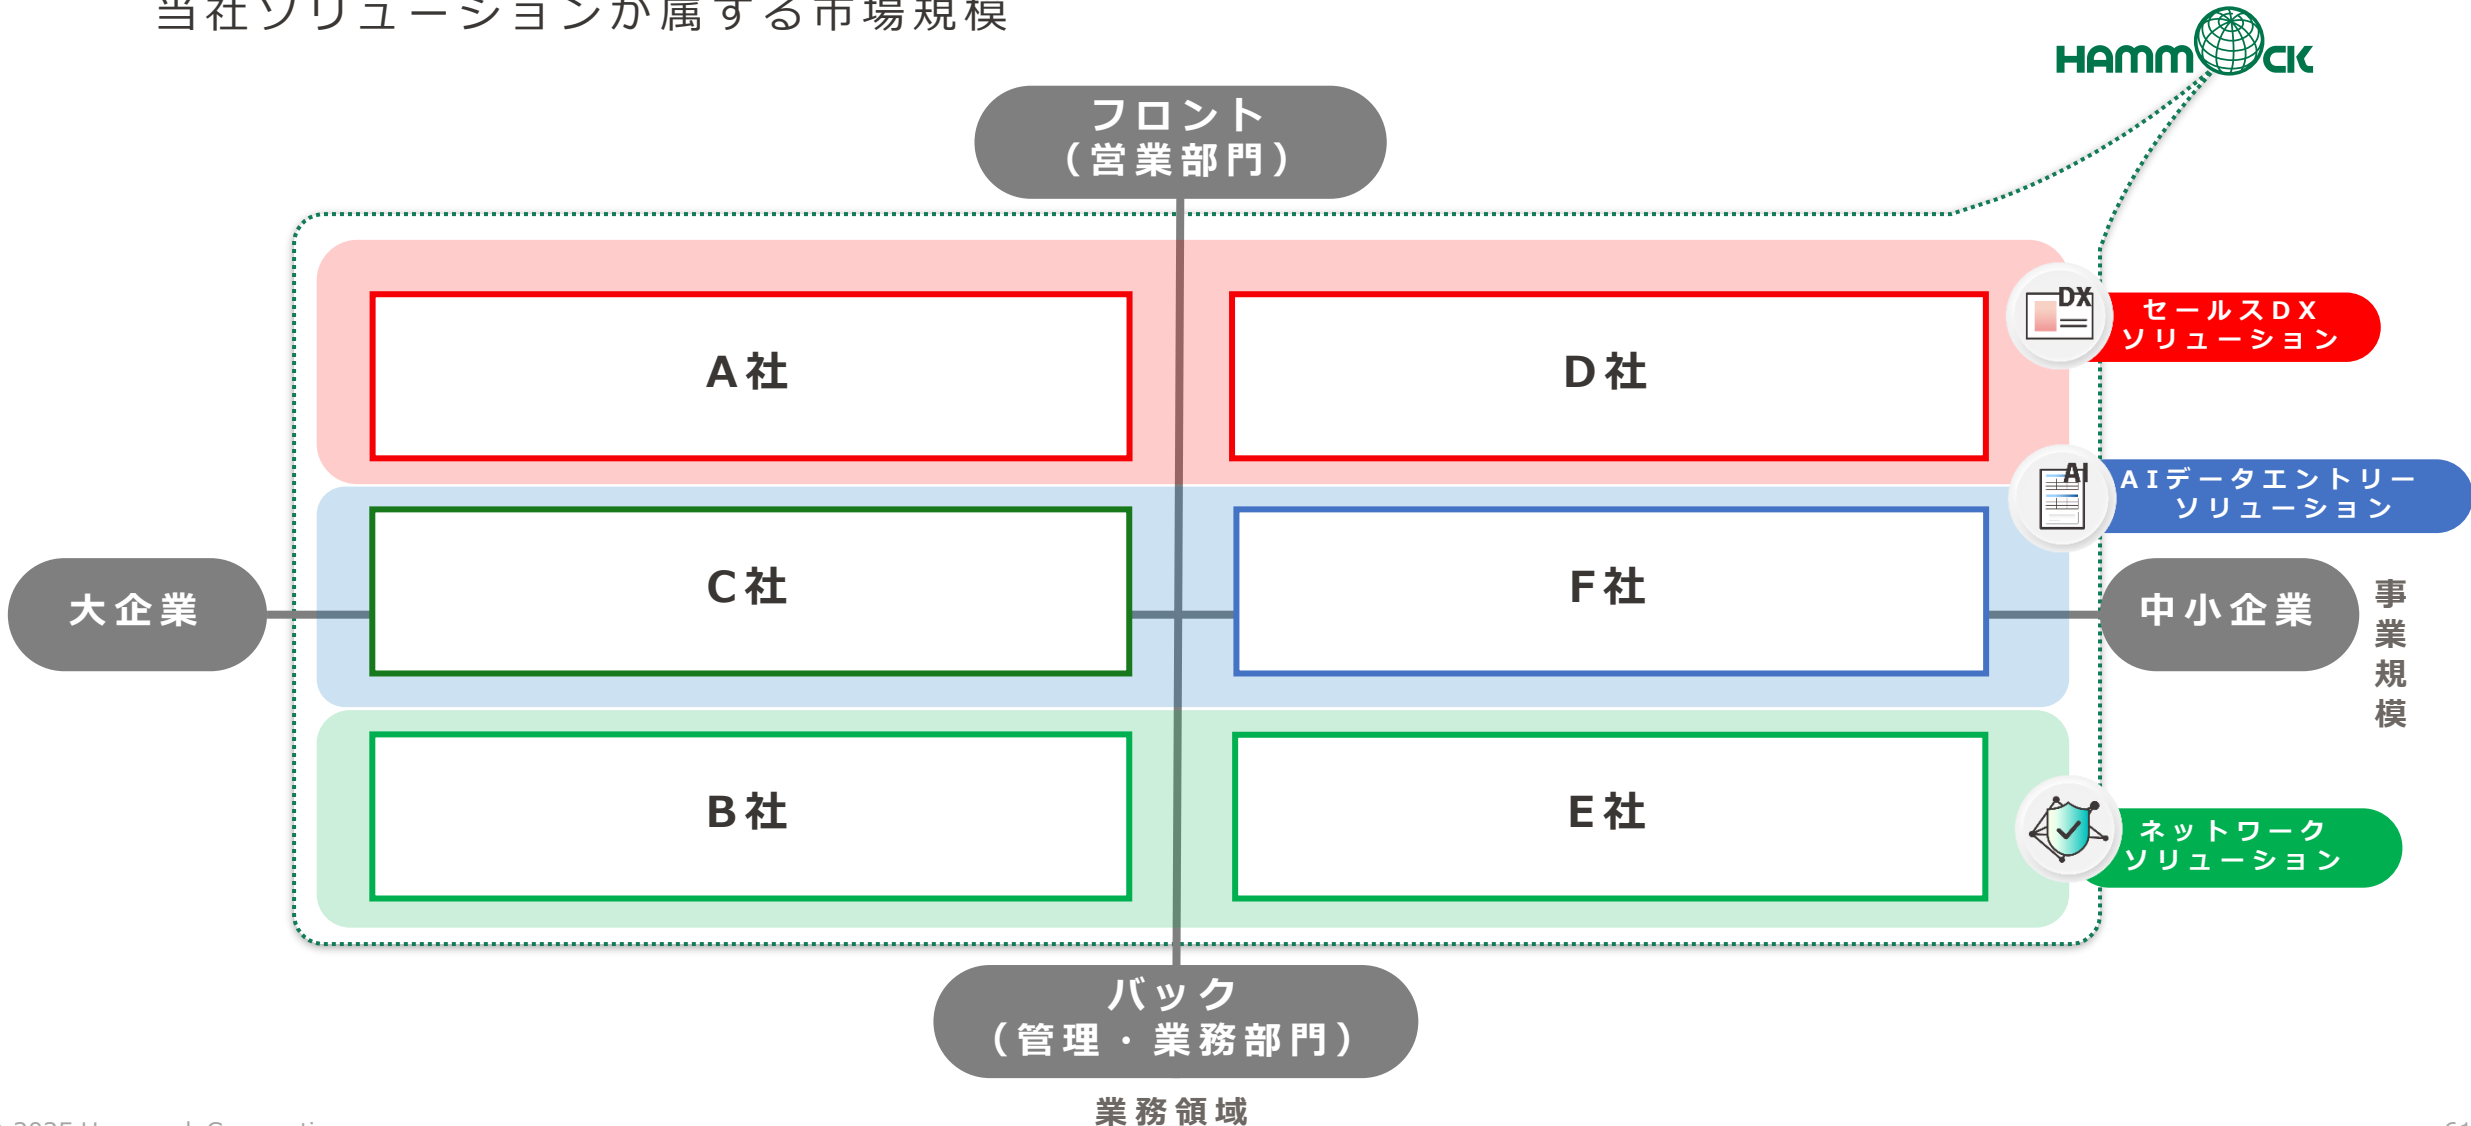 当社ソリューションが属する市場規模
HAMMOCK
フロント
（営業部門）
DX
セールスDX
ソリューション
A社
D社
AI
AIデータエントリー
ソリューション
C社
F社
大企業
中小企業
事業規模
B社
E社
ネットワーク
ソリューション
バック
（管理・業務部門）
業務領域
2025
61